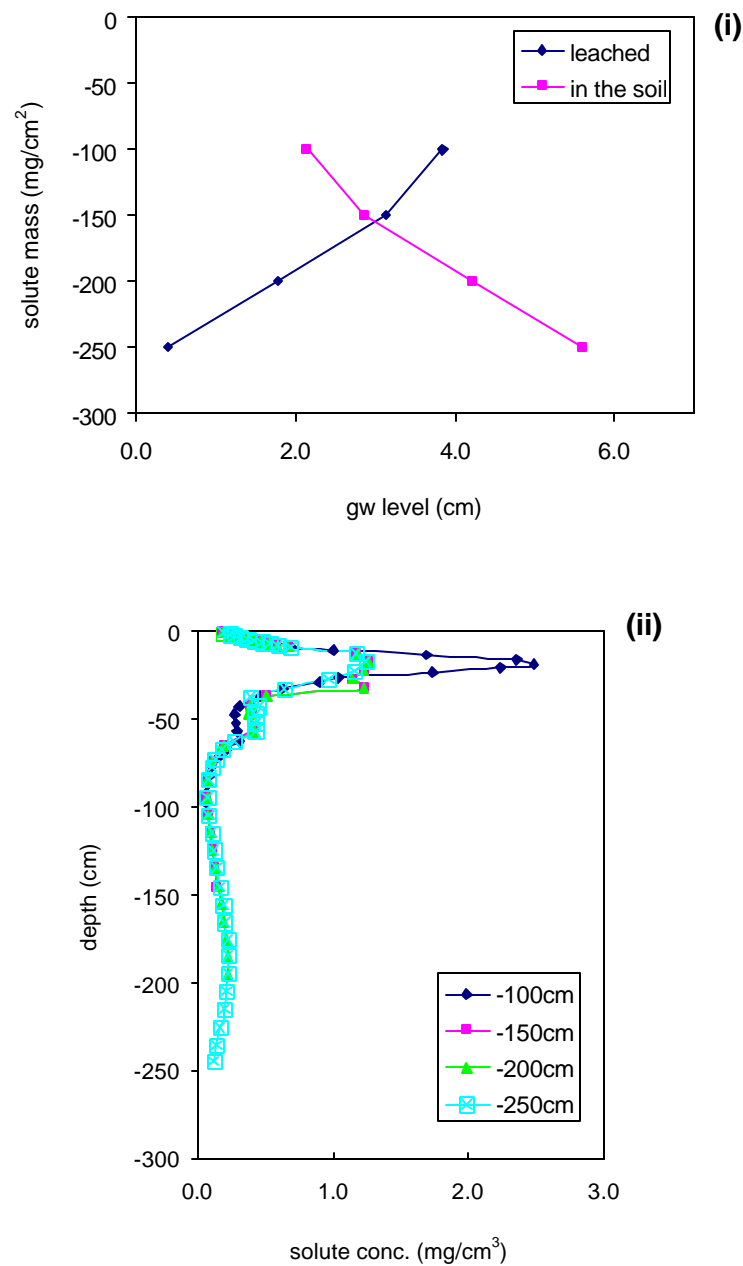 (i)
0
-50
-100
-150
-200
-250
-300
solute mass (mg/cm²)
leached
in the soil
0.0 2.0 4.0 6.0
gw level (cm)
(ii)
0
-50
-100
-150
-200
-250
-300
depth (cm)
-100cm
-150cm
-200cm
-250cm
0.0 1.0 2.0 3.0
solute conc. (mg/cm³)